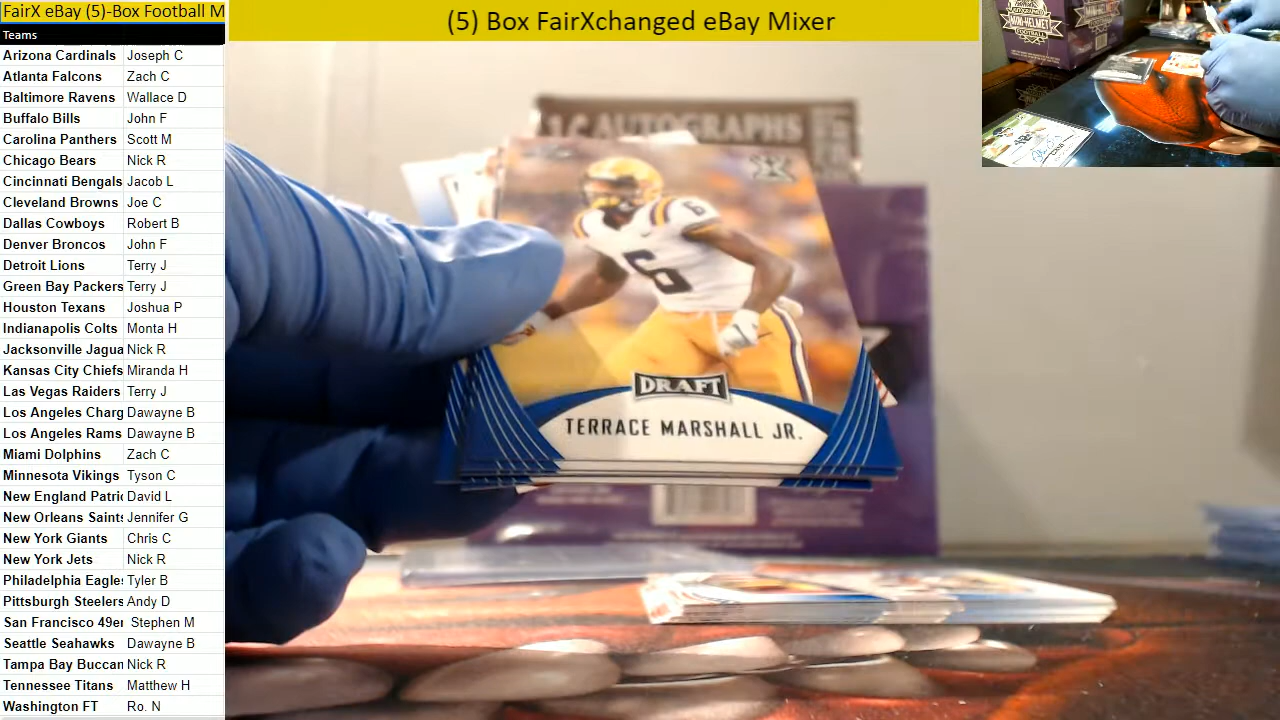 FairX eBay (5)-Box Football M
(5) Box FairXchanged eBay Mixer
Teams
Arizona Cardinals Joseph C
Atlanta Falcons Zach C
Baltimore Ravens Wallace D
Buffalo Bills John F
Carolina Panthers Scott M
Chicago Bears Nick R
Cincinnati Bengals Jacob L
Cleveland Browns Joe C
Dallas Cowboys Robert B
Denver Broncos John F
Detroit Lions Terry J
Green Bay Packers Terry J
Houston Texans Joshua P
Indianapolis Colts Monta H
Jacksonville Jagua Nick R
Kansas City Chiefs Miranda H
Las Vegas Raiders Terry J
Los Angeles Charg Dawayne B
Los Angeles Rams Dawayne B
Miami Dolphins Zach C
Minnesota Vikings Tyson C
New England Patri David L
New Orleans Saints Jennifer G
New York Giants Chris C
New York Jets Nick R
Philadelphia Eagles Tyler B
Pittsburgh Steelers Andy D
San Francisco 49er Stephen M
Seattle Seahawks Dawayne B
Tampa Bay Buccan Nick R
Tennessee Titans Matthew H
Washington FT Ro. N
AUTOGRAPHS
6
6
DRAFT
TERRACE MARSHALL JR.
MINI-HELMET